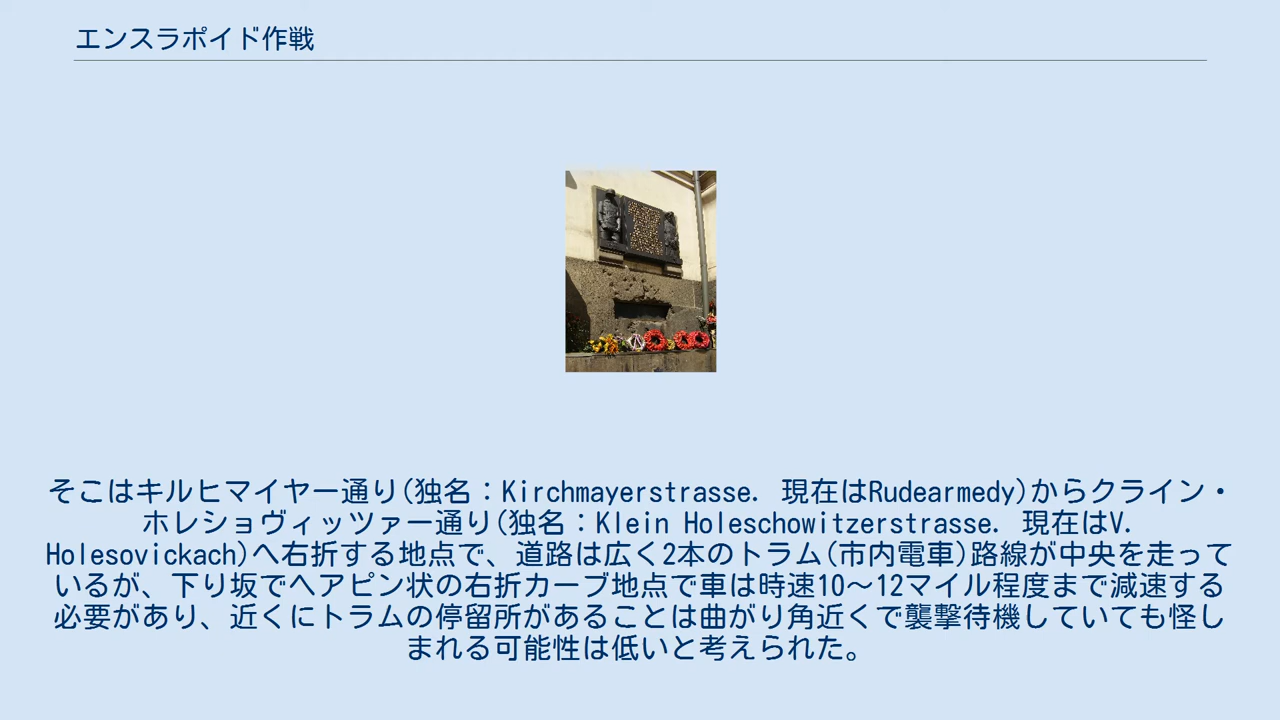 エンスラポイド作戦
そこはキルヒマイヤー通り(独名：Kirchmayerstrasse. 現在はRudearmedy)からクライン・
ホレショヴィッツァー通り(独名：Klein Holeschowitzerstrasse. 現在はV.
Holesovickach)へ右折する地点で、道路は広く2本のトラム(市内電車)路線が中央を走って
いるが、下り坂でヘアピン状の右折カーブ地点で車は時速10～12マイル程度まで減速する
必要があり、近くにトラムの停留所があることは曲がり角近くで襲撃待機していても怪し
まれる可能性は低いと考えられた。